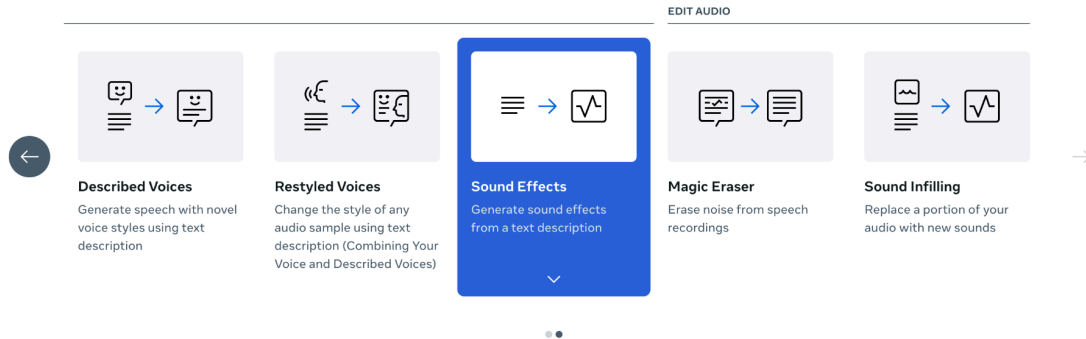 EDIT AUDIO
Described Voices
Generate speech with novel
voice styles using text
description
Restyled Voices
Change the style of any
audio sample using text
description (Combining Your
Voice and Described Voices)
Sound Effects
Generate sound effects
from a text description
Magic Eraser
Erase noise from speech
recordings
Sound Infilling
Replace a portion of your
audio with new sounds